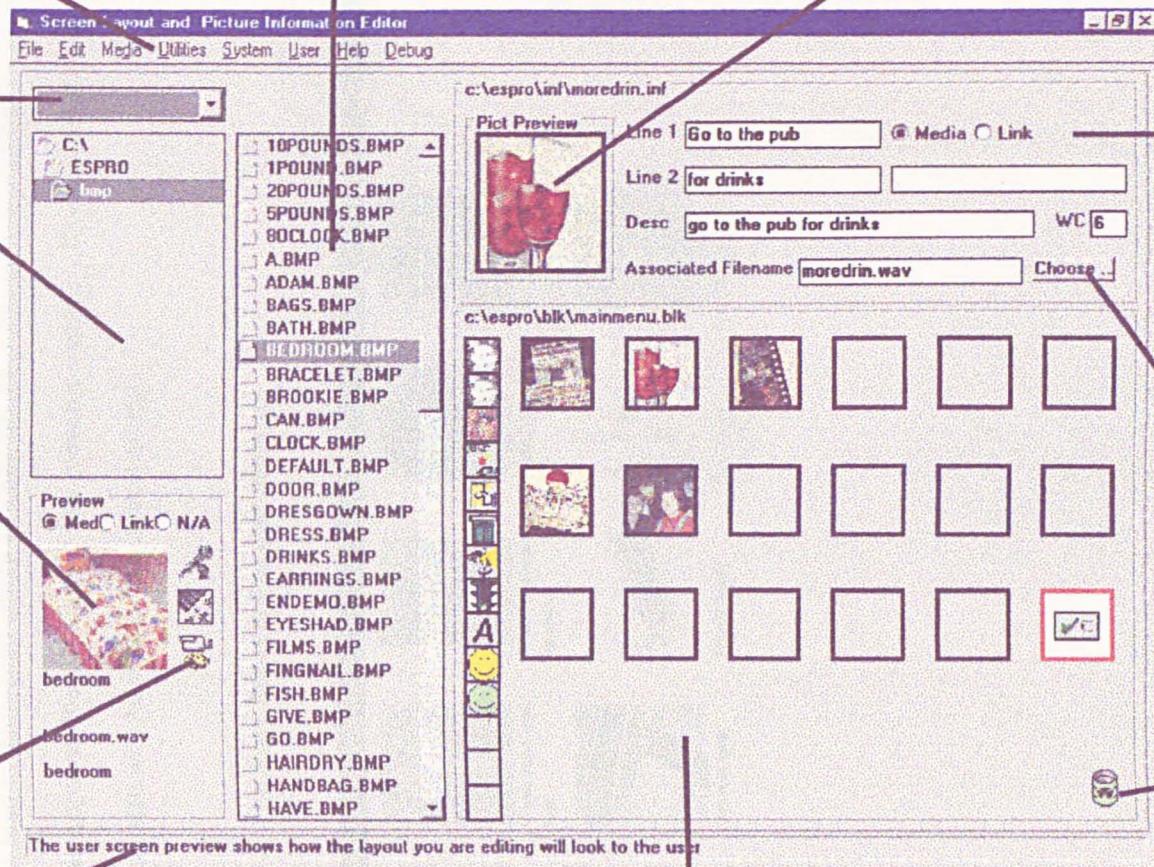 Screen Layout and Picture Information Editor
File Edit Media Utilities System User Help Debug
C:\
ESPRO
bmp
Preview
Med Link N/A
bedroom
bedroom.wav
bedroom
10POUNDS.BMP
1POUND.BMP
20POUNDS.BMP
5POUNDS.BMP
8OCLOCK.BMP
A.BMP
ADAM.BMP
BAGS.BMP
BATH.BMP
BEDROOM.BMP
BRACELET.BMP
BROOKIE.BMP
CAN.BMP
CLOCK.BMP
DEFAULT.BMP
DOOR.BMP
DRESGOWN.BMP
DRESS.BMP
DRINKS.BMP
EARRINGS.BMP
ENDEMO.BMP
EYESHAD.BMP
FILMS.BMP
FINGNAIL.BMP
FISH.BMP
GIVE.BMP
GO.BMP
HAIRDRY.BMP
HANDBAG.BMP
HAVE.BMP
c:\espro\inf\moredrin.inf
Pict Preview
Line 1 Go to the pub Media Link
Line 2 for drinks
Desc go to the pub for drinks WC 6
Associated Filename moredrin.wav Choose ..
c:\espro\blk\mainmenu.blk
A
The user screen preview shows how the layout you are editing will look to the user